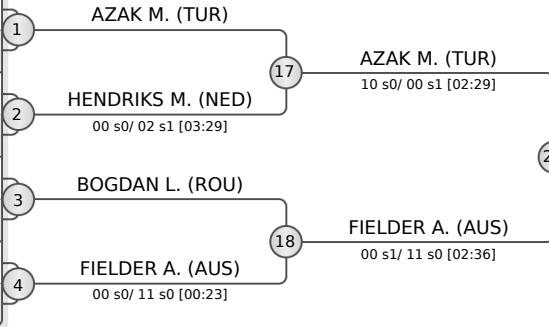 1
AZAK M. (TUR)
17
AZAK M. (TUR)
10 s0/ 00 s1 [02:29]
2
HENDRIKS M. (NED)
00 s0/ 02 s1 [03:29]
3
BOGDAN L. (ROU)
18
FIELDER A. (AUS)
00 s1/ 11 s0 [02:36]
4
FIELDER A. (AUS)
00 s0/ 11 s0 [00:23]